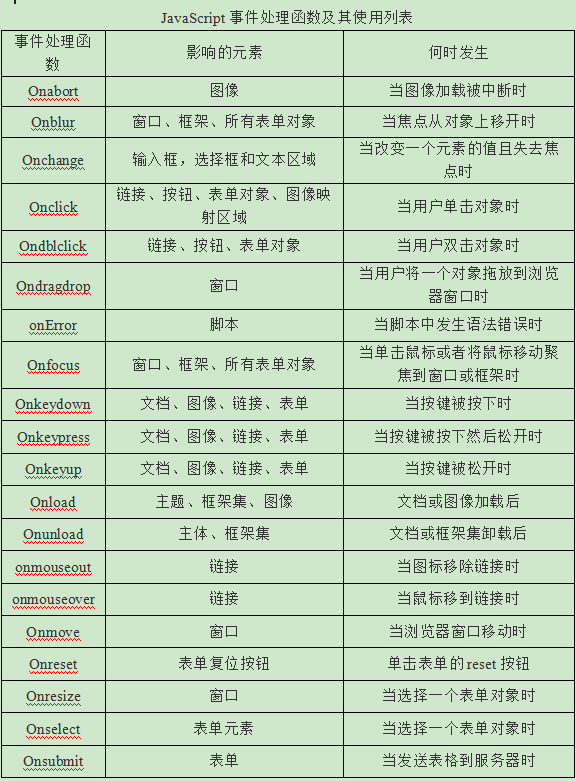 JavaScript 事件处理函数及其使用列表
事件处理函
数
影响的元素
何时发生
Onabort
图像
当图像加载被中断时
Onblur
窗口、框架、所有表单对象
当焦点从对象上移开时
Onchange
输入框，选择框和文本区域
当改变一个元素的值且失去焦
点时
Onclick
链接、按钮、表单对象、图像映
射区域
当用户单击对象时
Ondblclick
链接、按钮、表单对象
当用户双击对象时
Ondragdrop
窗口
当用户将一个对象拖放到浏览
器窗口时
onError
脚本
当脚本中发生语法错误时
Onfocus
窗口、框架、所有表单对象
当单击鼠标或者将鼠标移动聚
焦到窗口或框架时
Onkeydown
文档、图像、链接、表单
当按键被按下时
Onkeypress
文档、图像、链接、表单
当按键被按下然后松开时
Onkeyup
文档、图像、链接、表单
当按键被松开时
Onload
主题、框架集、图像
文档或图像加载后
Onunload
主体、框架集
文档或框架集卸载后
onmouseout
链接
当图标移除链接时
onmouseover
链接
当鼠标移到链接时
Onmove
窗口
当浏览器窗口移动时
Onreset
表单复位按钮
单击表单的 reset 按钮
Onresize
窗口
当选择一个表单对象时
Onselect
表单元素
当选择一个表单对象时
Onsubmit
表单
当发送表格到服务器时